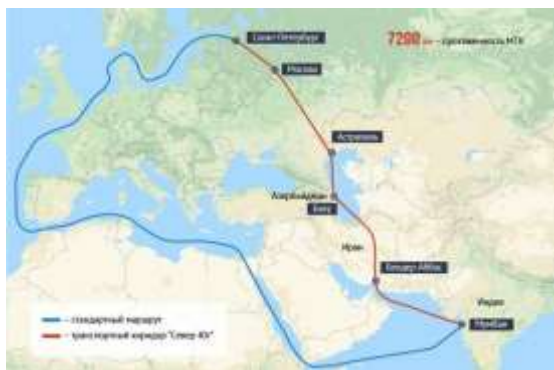 Санкт-Петербург
7200 км – протяженность МТК
Москва
Астрахань
Азербайджан
Баку
Иран
Бендер-Аббас
Индия
Мумбаи
– стандартный маршрут
– транспортный коридор "Север-Юг"